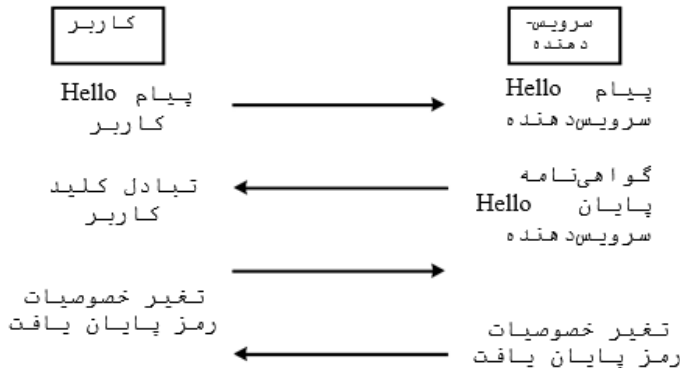 کاربر
سرویس-
دهنده
پیام Hello
کاربر
پیام Hello
سرویس‌دهنده
تبادل کلید
کاربر
گواهی‌نامه
پایان Hello
سرویس‌دهنده
تغیر خصوصیات
رمز پایان یافت
تغیر خصوصیات
رمز پایان یافت